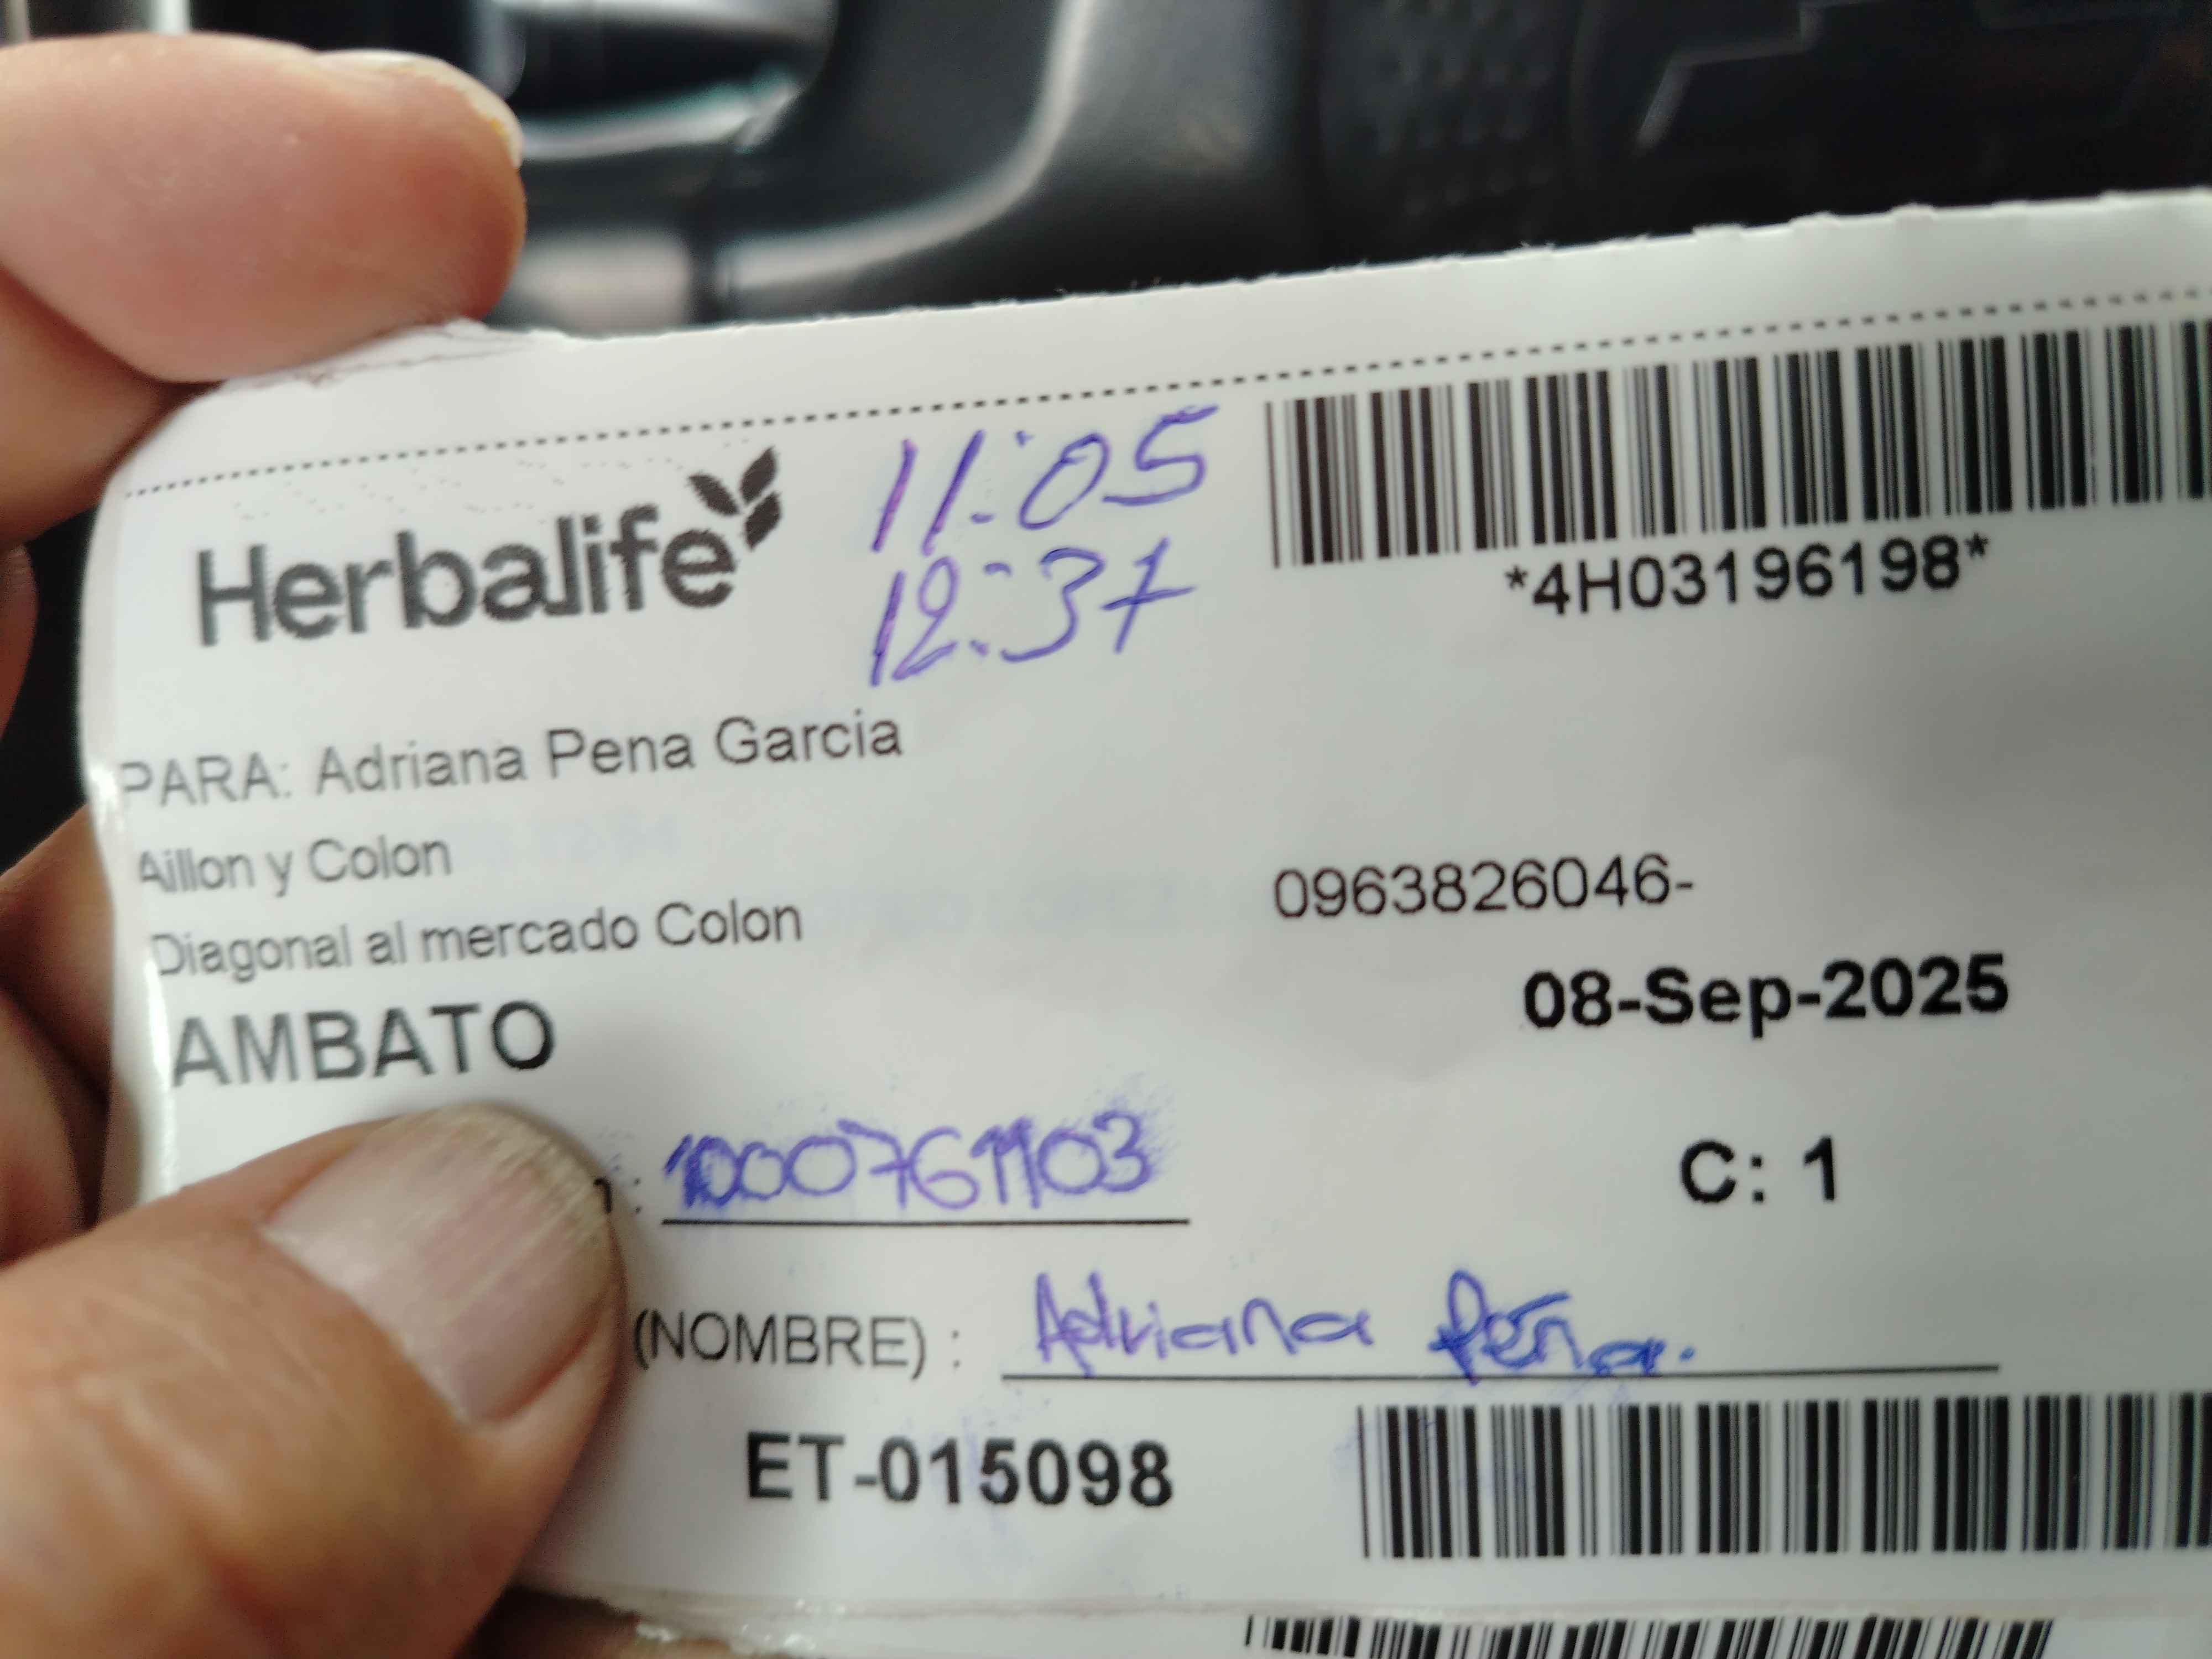 Herbalife
11:05
12:37
*4H03196198*
PARA: Adriana Pena Garcia
Aillon y Colon
0963826046-
Diagonal al mercado Colon
08-Sep-2025
AMBATO
C: 1
(NOMBRE) : Adriana Peña.
ET-015098